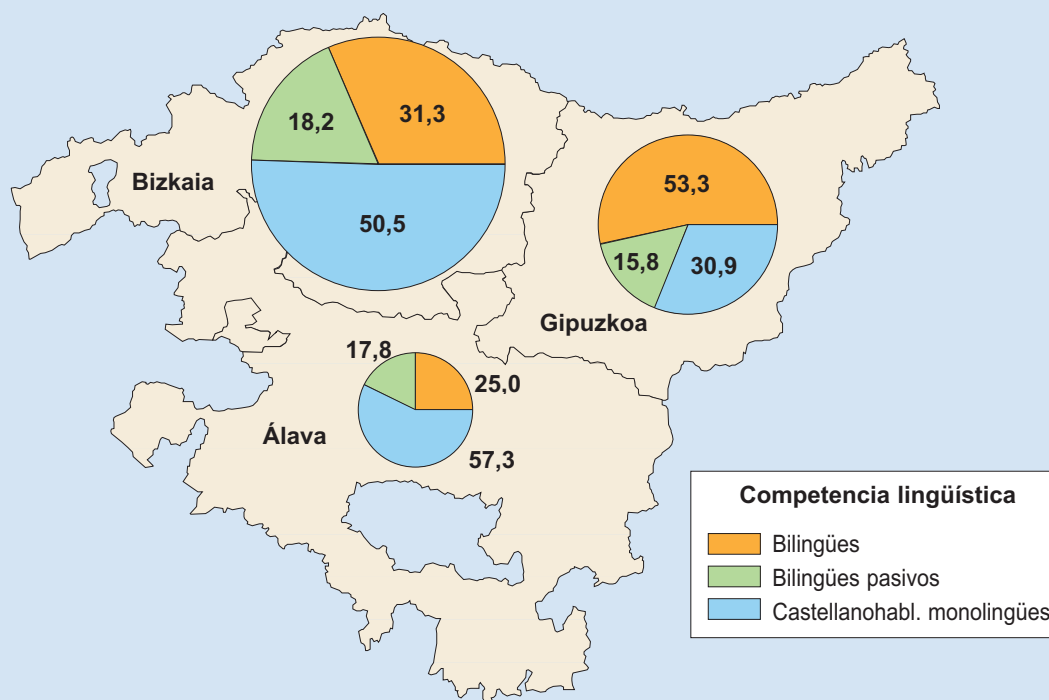 18,2
31,3
Bizkaia
50,5
53,3
15,8
30,9
Gipuzkoa
17,8
25,0
Álava
57,3
Competencia lingüística
Bilingües
Bilingües pasivos
Castellanohabl. monolingües